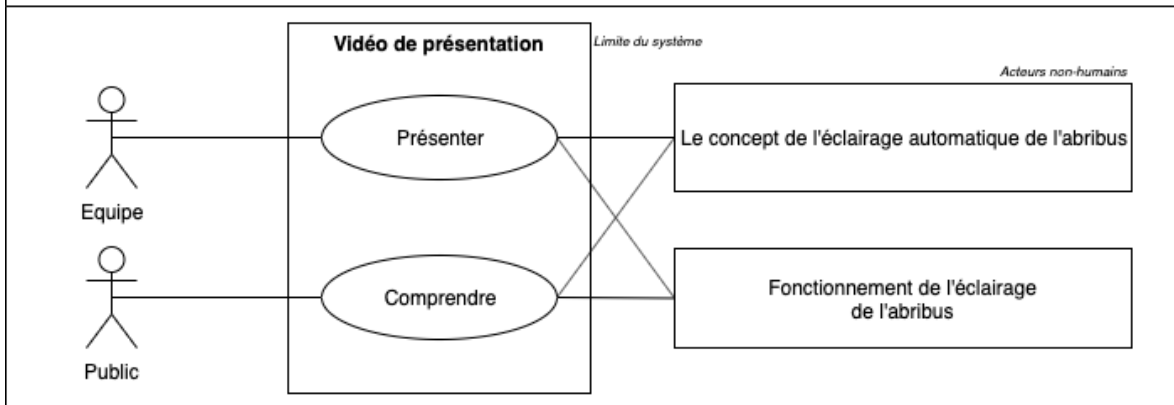 Vidéo de présentation
Limite du système
Acteurs non-humains
Présenter
Le concept de l'éclairage automatique de l'abribus
Equipe
Comprendre
Fonctionnement de l'éclairage
de l'abribus
Public